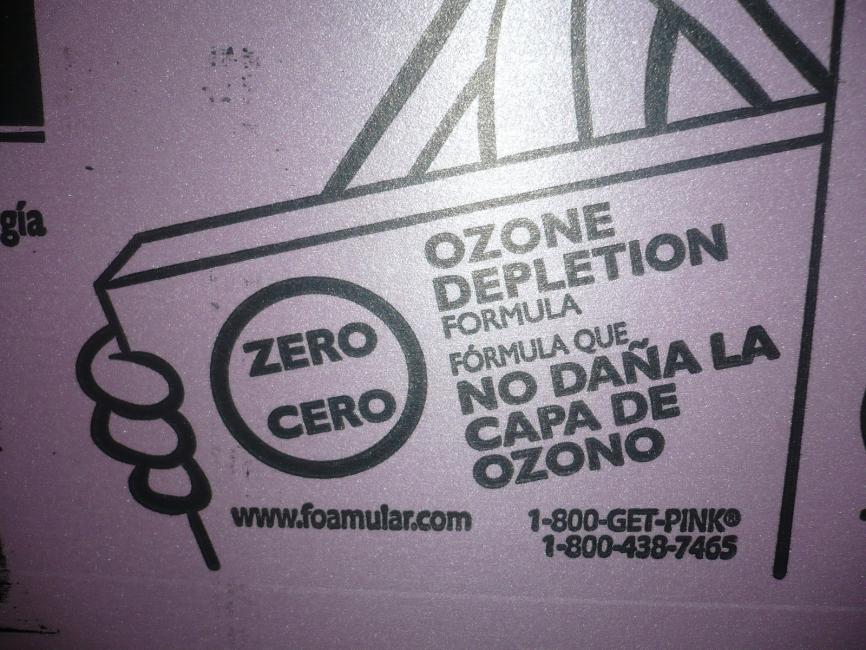 gía
ZERO
CERO
OZONE
DEPLETION
FORMULA
FÓRMULA QUE
NO DAÑA LA
CAPA DE
OZONO
www.foamular.com
1-800-GET-PINK®
1-800-438-7465